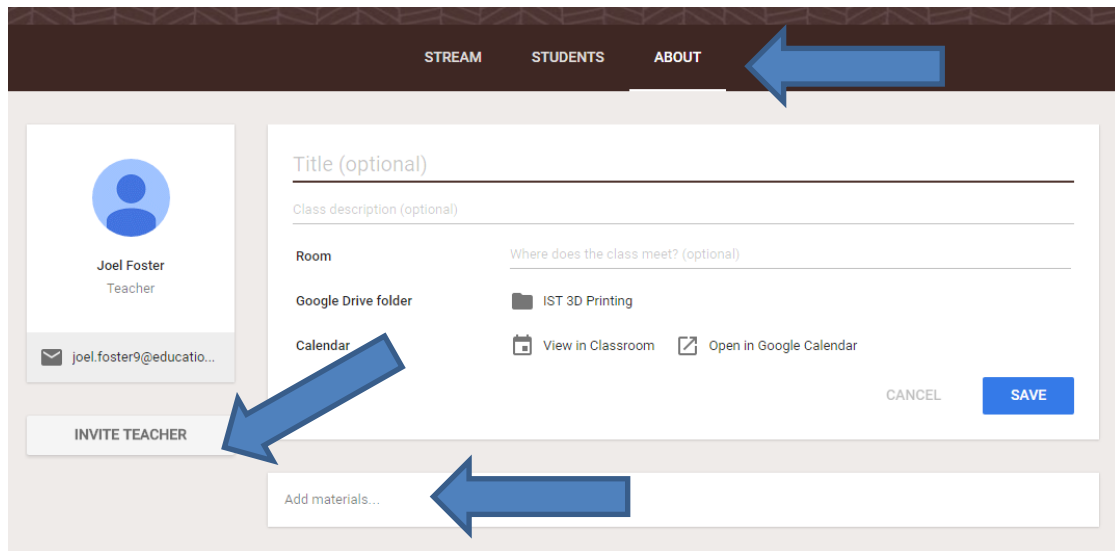 STREAM STUDENTS ABOUT
Joel Foster
Teacher
joel.foster9@educatio...
INVITE TEACHER
Title (optional)
Class description (optional)
Room Where does the class meet? (optional)
Google Drive folder IST 3D Printing
Calendar View in Classroom Open in Google Calendar
CANCEL SAVE
Add materials...